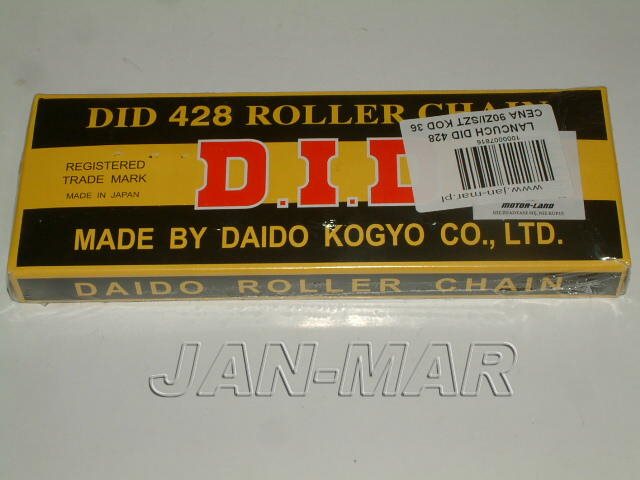 DID 428 ROLLER CHAIN
REGISTERED
TRADE MARK
MADE IN JAPAN
D.I.D
MADE BY DAIDO KOGYO CO., LTD.
DAIDO ROLLER CHAIN
CENA 90Zł/SZT KOD 36
LANCUCH DID 428
1000007816
www.jan-mar.pl
MOTOR-LAND
JAN-MAR